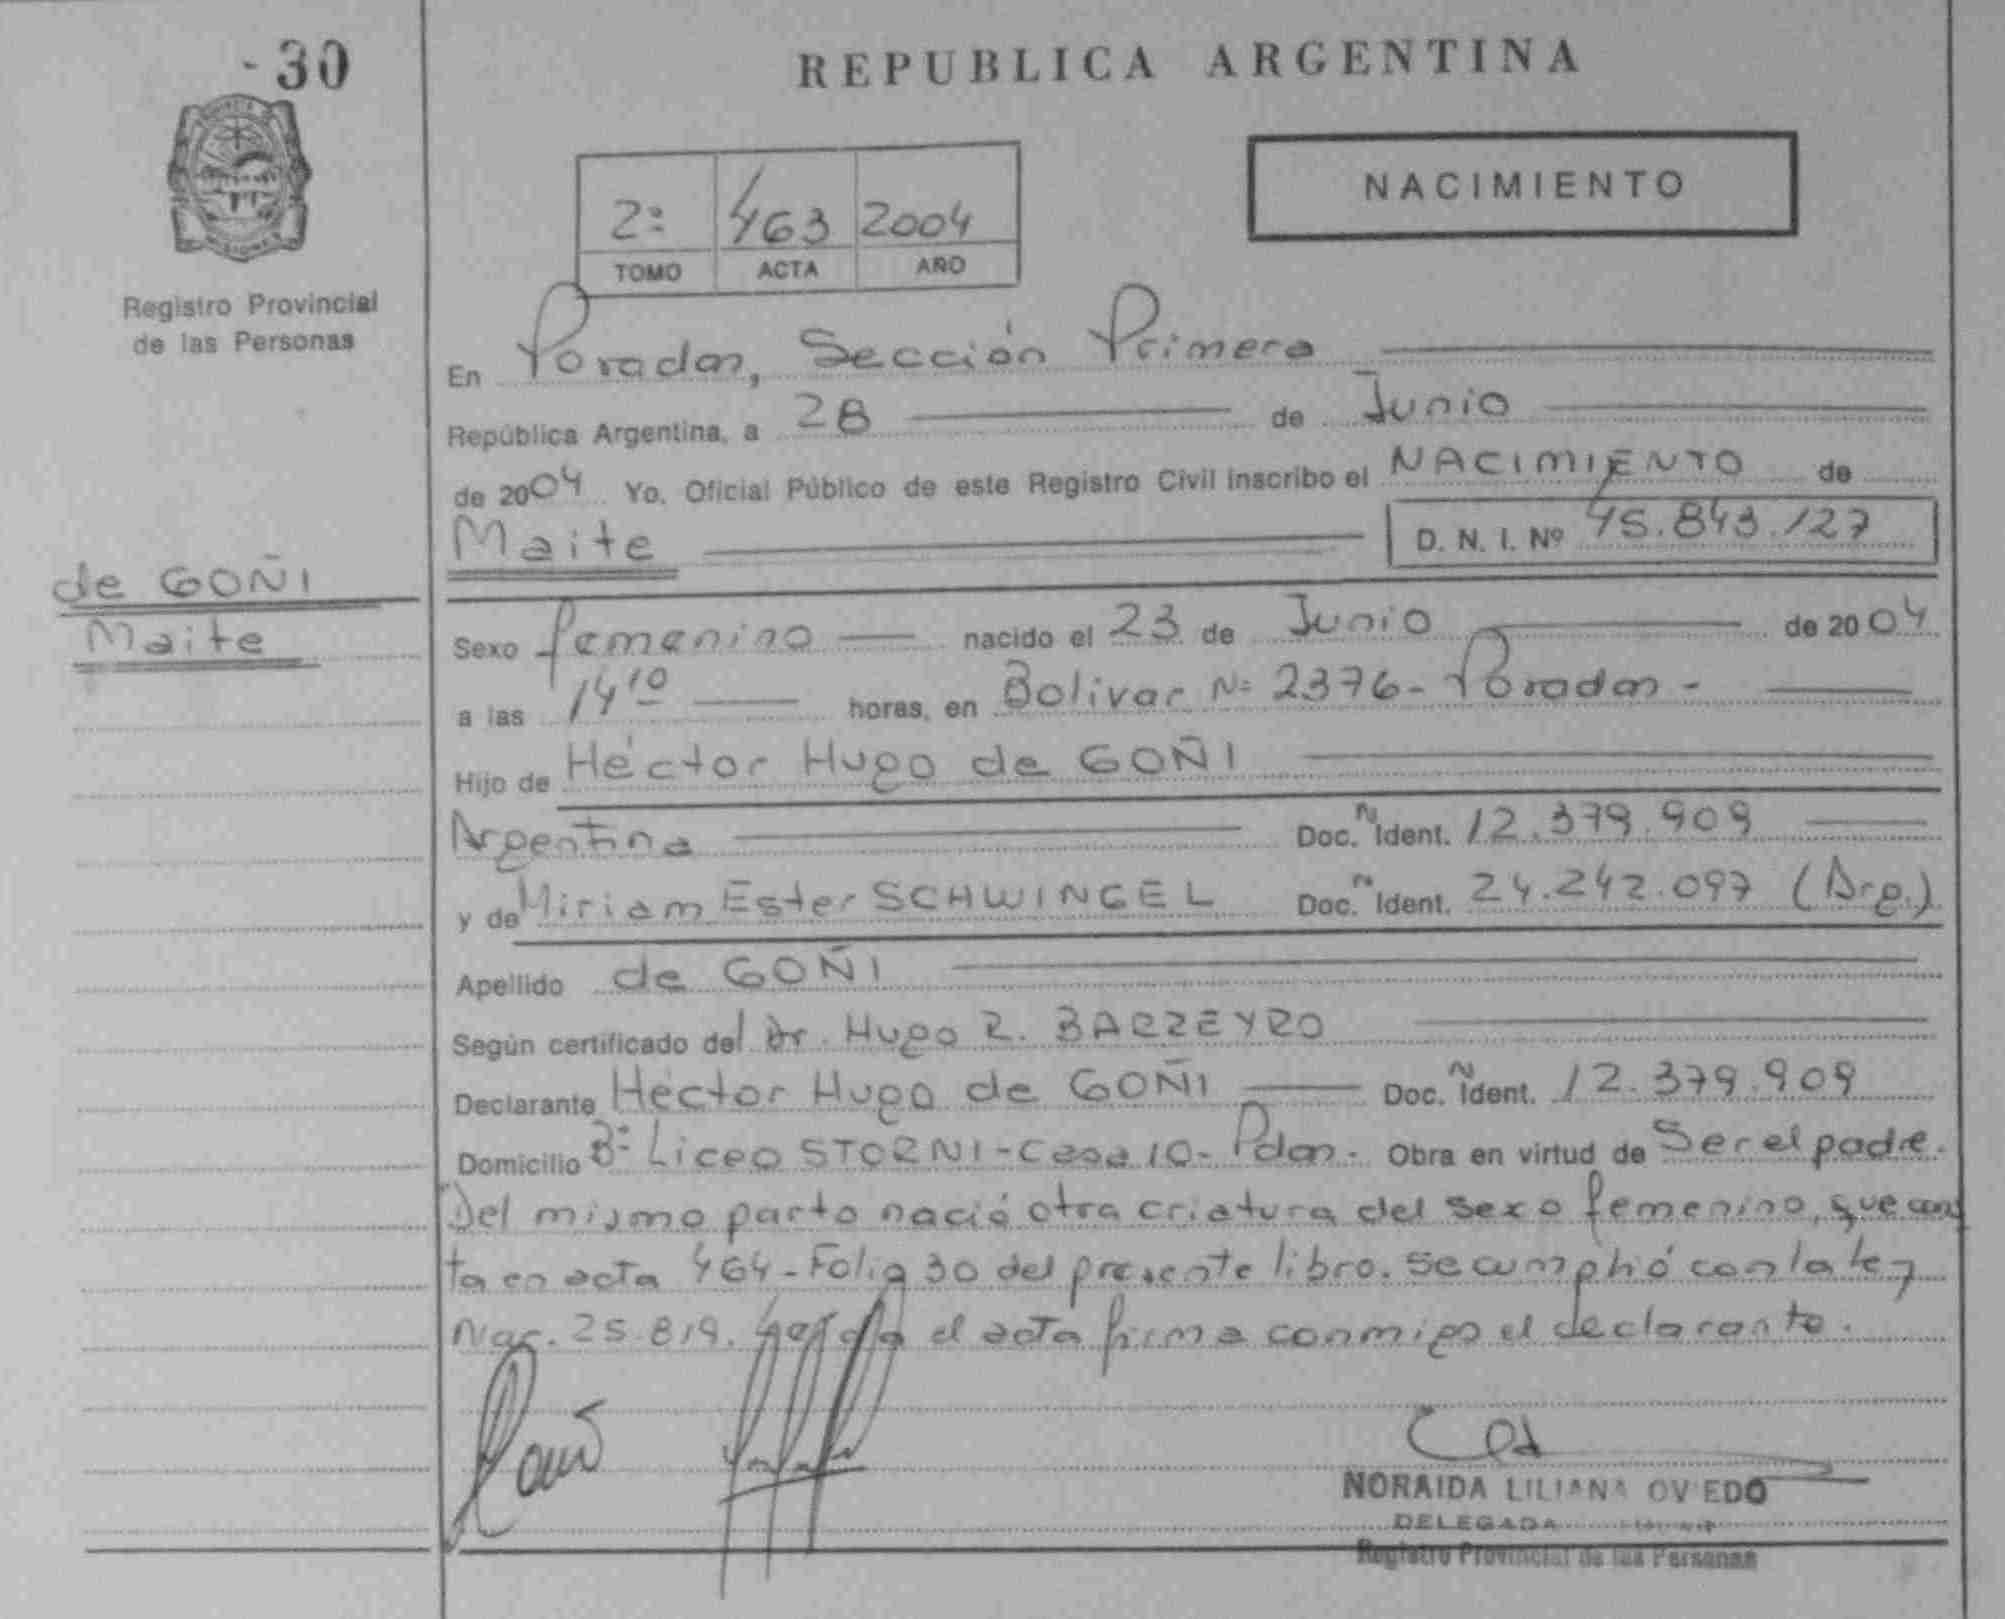 - 30
REPUBLICA ARGENTINA
NACIMIENTO
2º 463 2004
TOMO ACTA AÑO
Registro Provincial
de las Personas
En Posadas, Sección Primera
República Argentina, a 28 de Junio
de 2004 Yo, Oficial Público de este Registro Civil inscribo el NACIMIENTO de
Maite D. N. I. Nº 45.843.127
de GOÑI
Maite
Sexo femenino nacido el 23 de Junio de 2004
a las 14 10 horas, en Bolivar Nº 2376 - Posadas -
Hijo de Héctor Hugo de GOÑI
Argentina Doc. N Ident. 12.379.909
y de Miriam Ester SCHWINGEL Doc. N Ident. 24.242.097 (Arg.)
Apellido de GOÑI
Según certificado del Dr. Hugo R. BARREYRO
Declarante Héctor Hugo de GOÑI Doc. N Ident. 12.379.909
Domicilio Bº Liceo STORNI - Casa 10 - Pdas. Obra en virtud de Ser el padre.
Del mismo parto nació otra criatura del sexo femenino, que cons
ta en acta 464 - Folio 30 del presente libro. Se cumplió con la ley
Nac. 25.819. Leída el acta firma conmigo el declarante.
NORAIDA LILIANA OVIEDO
DELEGADA
Registro Provincial de las Personas